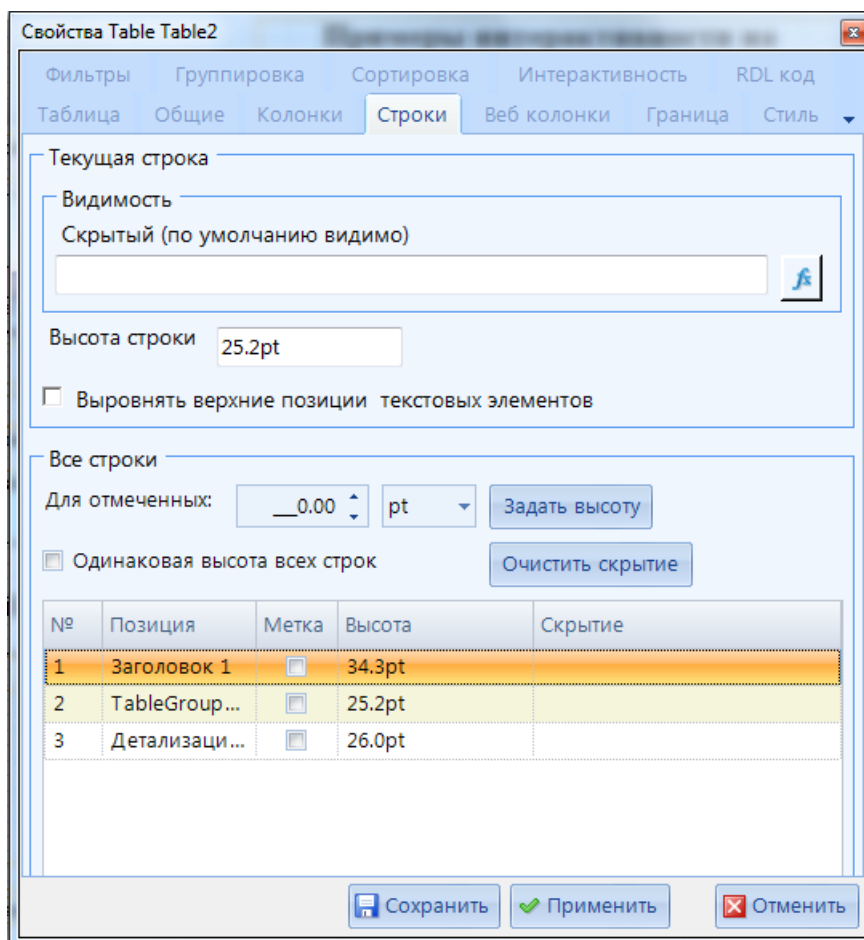 Свойства Table Table2
Фильтры Группировка Сортировка Интерактивность RDL код
Таблица Общие Колонки Строки Веб колонки Граница Стиль
Текущая строка
Видимость
Скрытый (по умолчанию видимо)
fx
Высота строки 25.2pt
Выровнять верхние позиции текстовых элементов
Все строки
Для отмеченных: __0.00 pt Задать высоту
Одинаковая высота всех строк Очистить скрытие
№ Позиция Метка Высота Скрытие
1 Заголовок 1 34.3pt
2 TableGroup... 25.2pt
3 Детализаци... 26.0pt
Сохранить Применить Отменить